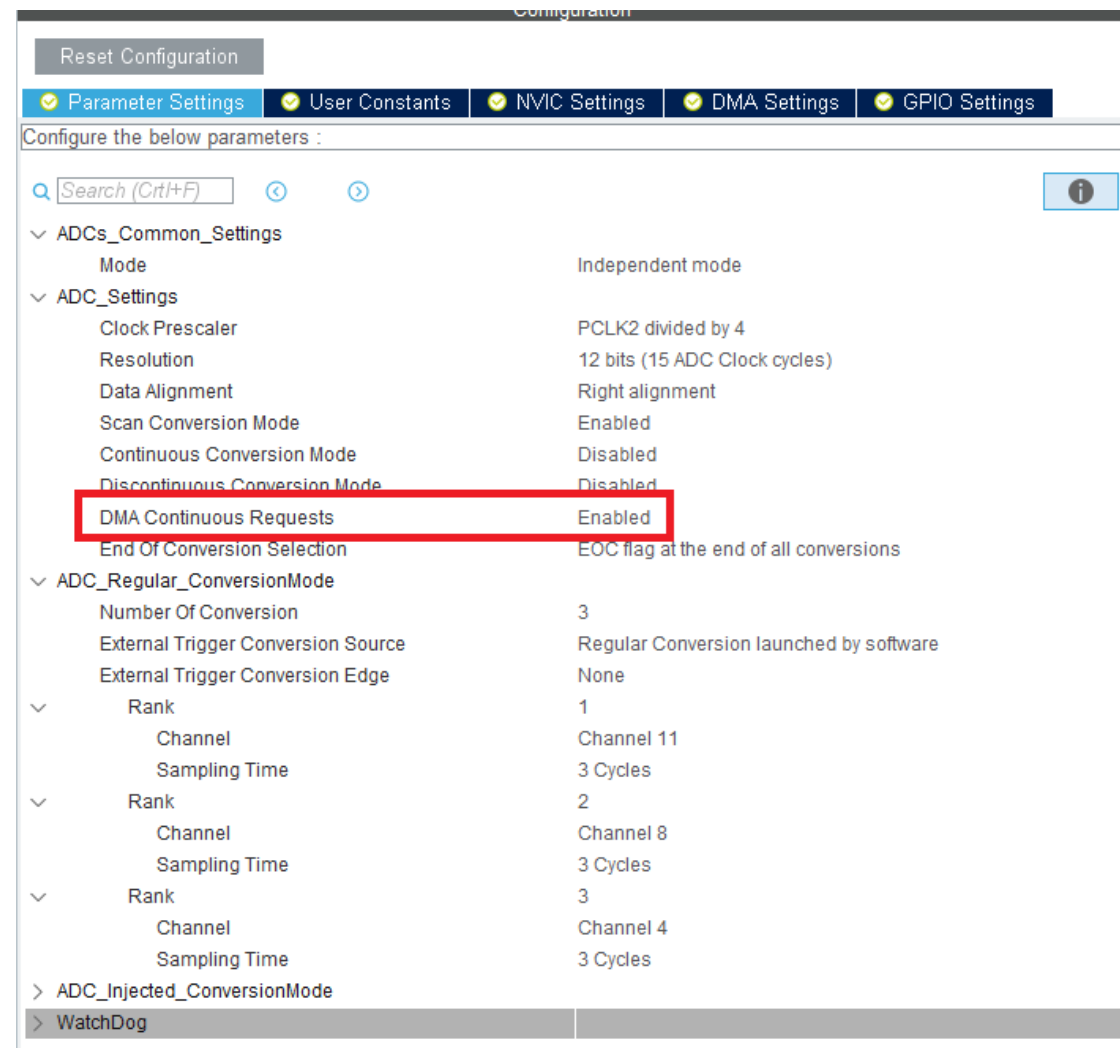 Configuration
Reset Configuration
Parameter Settings User Constants NVIC Settings DMA Settings GPIO Settings
Configure the below parameters :
Search (Crtl+F)
ADCs_Common_Settings
Mode Independent mode
ADC_Settings
Clock Prescaler PCLK2 divided by 4
Resolution 12 bits (15 ADC Clock cycles)
Data Alignment Right alignment
Scan Conversion Mode Enabled
Continuous Conversion Mode Disabled
Discontinuous Conversion Mode Disabled
DMA Continuous Requests Enabled
End Of Conversion Selection EOC flag at the end of all conversions
ADC_Regular_ConversionMode
Number Of Conversion 3
External Trigger Conversion Source Regular Conversion launched by software
External Trigger Conversion Edge None
Rank 1
Channel Channel 11
Sampling Time 3 Cycles
Rank 2
Channel Channel 8
Sampling Time 3 Cycles
Rank 3
Channel Channel 4
Sampling Time 3 Cycles
ADC_Injected_ConversionMode
WatchDog